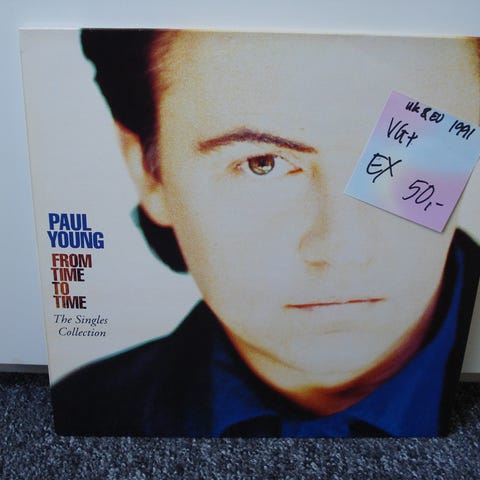 PAUL
YOUNG
FROM
TIME
TO
TIME
The Singles
Collection
UK & EU 1991
VG+
EX 50,-